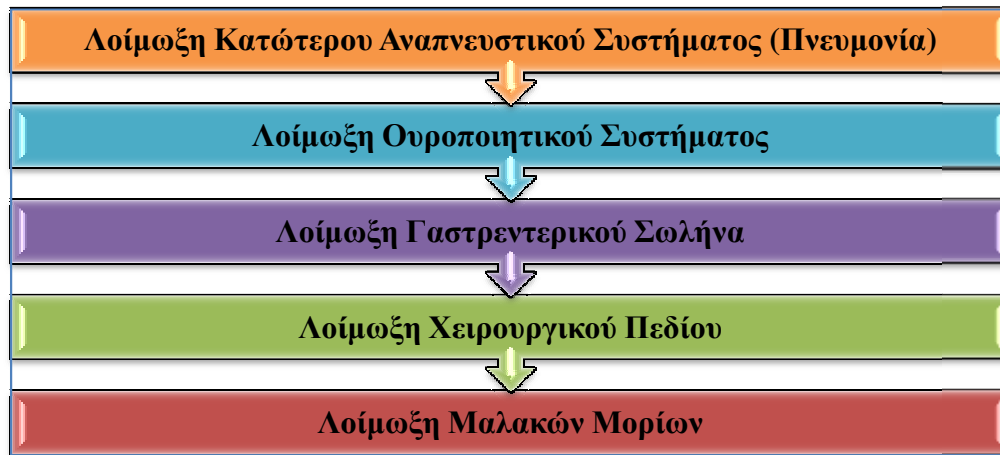 Λοίμωξη Κατώτερου Αναπνευστικού Συστήματος (Πνευμονία)
Λοίμωξη Ουροποιητικού Συστήματος
Λοίμωξη Γαστρεντερικού Σωλήνα
Λοίμωξη Χειρουργικού Πεδίου
Λοίμωξη Μαλακών Μορίων